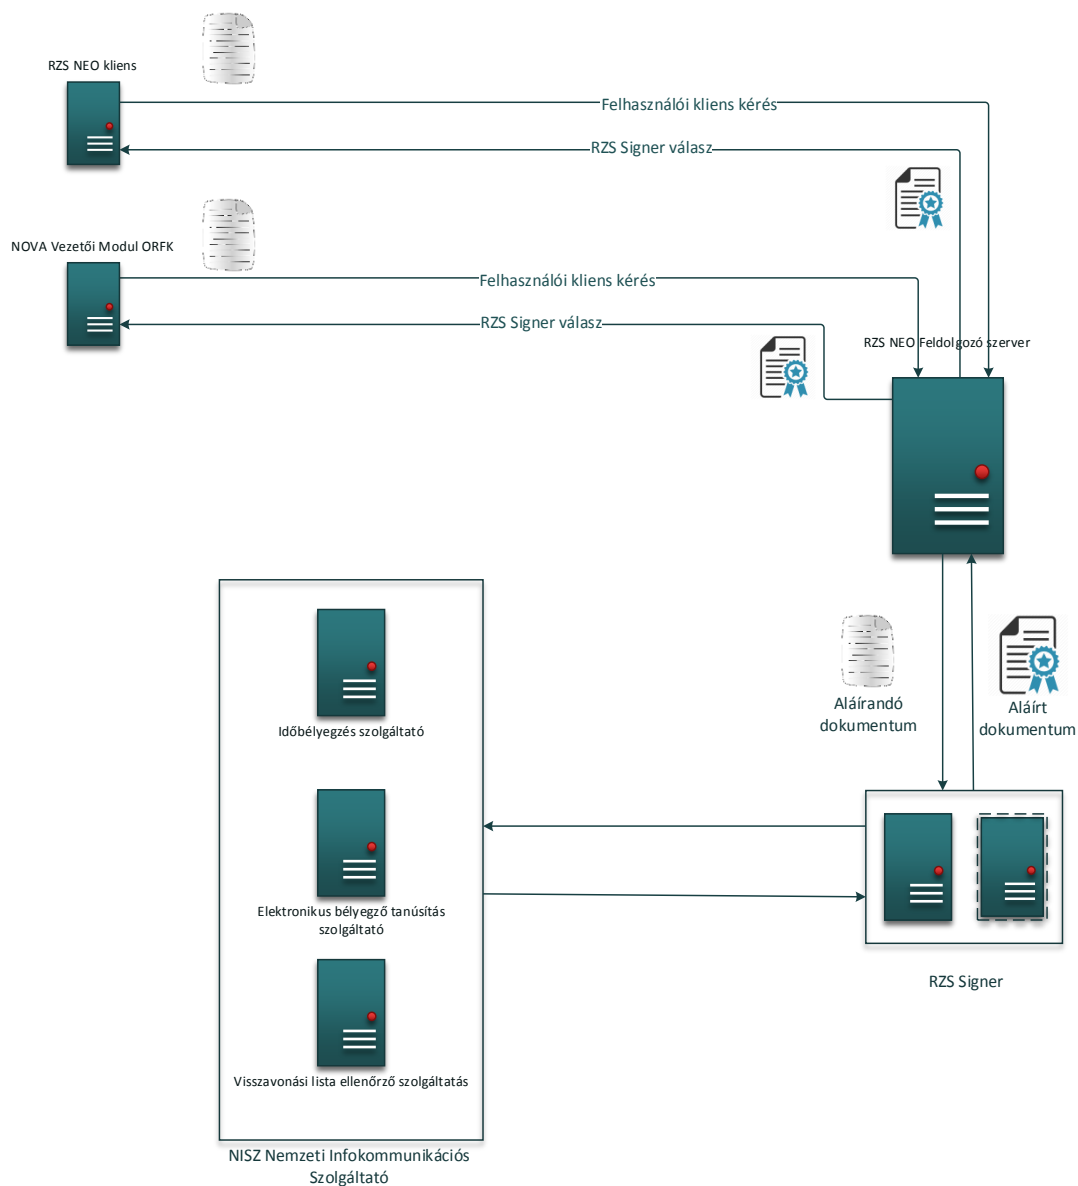 RZS NEO kliens
Felhasználói kliens kérés
RZS Signer válasz
NOVA Vezetői Modul ORFK
Felhasználói kliens kérés
RZS Signer válasz
RZS NEO Feldolgozó szerver
Aláírandó
dokumentum
Aláírt
dokumentum
Időbélyegzés szolgáltató
Elektronikus bélyegző tanúsítás
szolgáltató
RZS Signer
Visszavonási lista ellenőrző szolgáltatás
NISZ Nemzeti Infokommunikációs
Szolgáltató